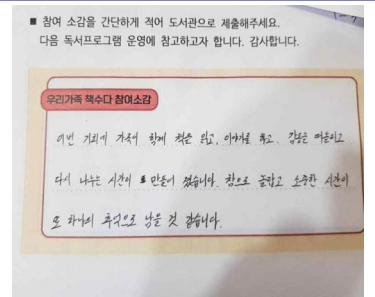 ■ 참여 소감을 간단하게 적어 도서관으로 제출해주세요.
다음 독서프로그램 운영에 참고하고자 합니다. 감사합니다.
우리가족 책수다 참여소감
이번 기회에 가족이 함께 책을 읽고, 이야기를 듣고, 감동을 떠올리고
다시 나누는 시간이 만들어 졌습니다. 참으로 놀랍고 소중한 시간이
또 하나의 추억으로 남을 것 같습니다.